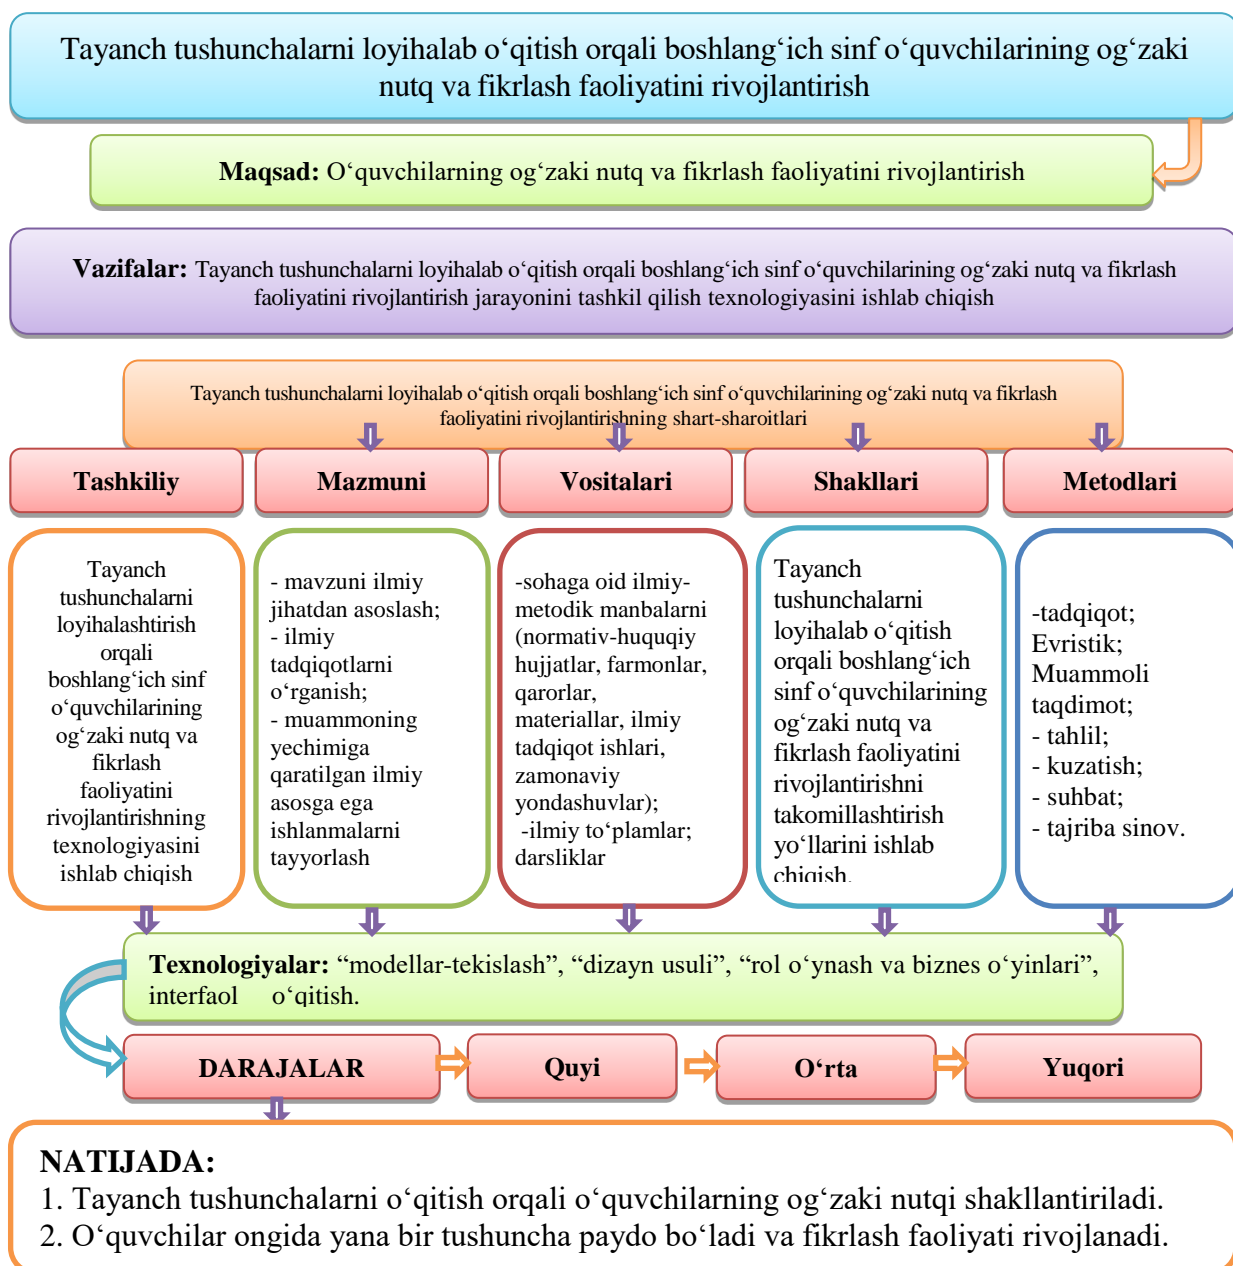 Tayanch tushunchalarni loyihalab o‘qitish orqali boshlang‘ich sinf o‘quvchilarining og‘zaki
nutq va fikrlash faoliyatini rivojlantirish
Maqsad: O‘quvchilarning og‘zaki nutq va fikrlash faoliyatini rivojlantirish
Vazifalar: Tayanch tushunchalarni loyihalab o‘qitish orqali boshlang‘ich sinf o‘quvchilarining og‘zaki nutq va fikrlash
faoliyatini rivojlantirish jarayonini tashkil qilish texnologiyasini ishlab chiqish
Tayanch tushunchalarni loyihalab o‘qitish orqali boshlang‘ich sinf o‘quvchilarining og‘zaki nutq va fikrlash
faoliyatini rivojlantirishning shart-sharoitlari
Tashkiliy
Mazmuni
Vositalari
Shakllari
Metodlari
Tayanch
tushunchalarni
loyihalashtirish
orqali
boshlang‘ich sinf
o‘quvchilarining
og‘zaki nutq va
fikrlash
faoliyatini
rivojlantirishning
texnologiyasini
ishlab chiqish
- mavzuni ilmiy
jihatdan asoslash;
- ilmiy
tadqiqotlarni
o‘rganish;
- muammoning
yechimiga
qaratilgan ilmiy
asosga ega
ishlanmalarni
tayyorlash
-sohaga oid ilmiy-
metodik manbalarni
(normativ-huquqiy
hujjatlar, farmonlar,
qarorlar,
materiallar, ilmiy
tadqiqot ishlari,
zamonaviy
yondashuvlar);
-ilmiy to‘plamlar;
darsliklar
Tayanch
tushunchalarni
loyihalab o‘qitish
orqali boshlang‘ich
sinf o‘quvchilarining
og‘zaki nutq va
fikrlash faoliyatini
rivojlantirishni
takomillashtirish
yo‘llarini ishlab
chiqish.
-tadqiqot;
Evristik;
Muammoli
taqdimot;
- tahlil;
- kuzatish;
- suhbat;
- tajriba sinov.
Texnologiyalar: “modellar-tekislash”, “dizayn usuli”, “rol o‘ynash va biznes o‘yinlari”,
interfaol o‘qitish.
DARAJALAR
Quyi
O‘rta
Yuqori
NATIJADA:
1. Tayanch tushunchalarni o‘qitish orqali o‘quvchilarning og‘zaki nutqi shakllantiriladi.
2. O‘quvchilar ongida yana bir tushuncha paydo bo‘ladi va fikrlash faoliyati rivojlanadi.